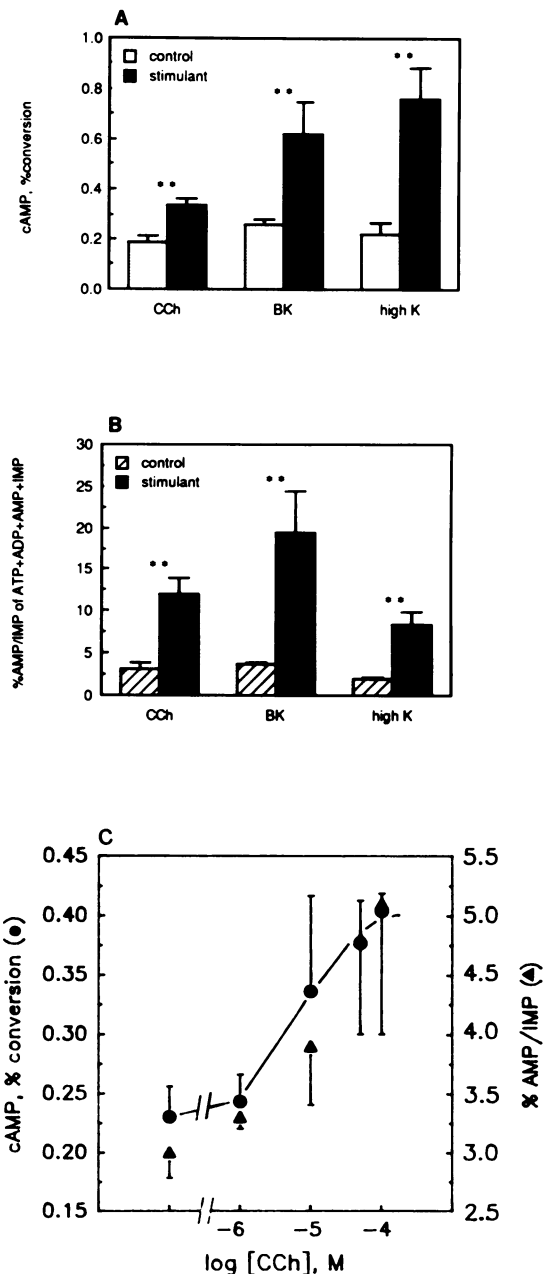 A
1.0
0.8
0.6
0.4
0.2
0.0
cAMP, %conversion
control
stimulant
**
**
**
CCh BK high K
B
30
25
20
15
10
5
0
%AMP/IMP of ATP+ADP+AMP+IMP
control
stimulant
**
**
**
CCh BK high K
C
0.45
0.40
0.35
0.30
0.25
0.20
0.15
cAMP, % conversion (●)
5.5
5.0
4.5
4.0
3.5
3.0
2.5
% AMP/IMP (▲)
-6 -5 -4
log [CCh], M